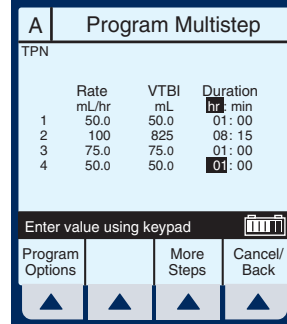 A Program Multistep
TPN
Rate VTBI Duration
mL/hr mL hr : min
1 50.0 50.0 01 : 00
2 100 825 08 : 15
3 75.0 75.0 01 : 00
4 50.0 50.0 01 : 00
Enter value using keypad
Program Options More Steps Cancel/ Back